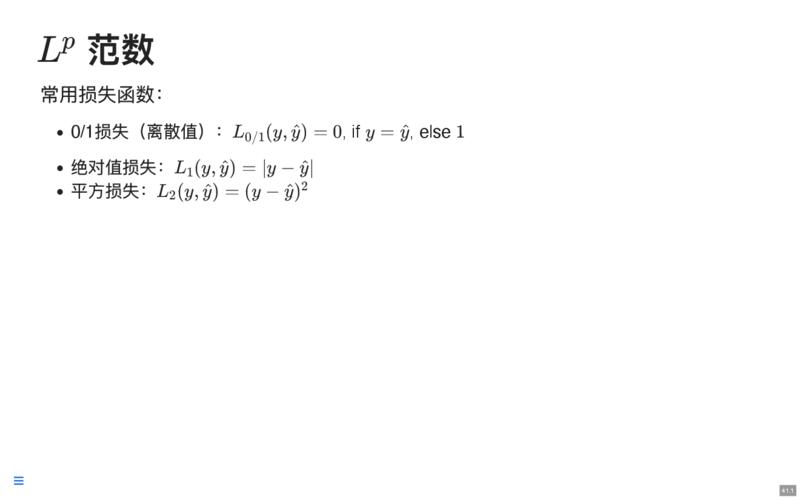 $L^p$ 范数
常用损失函数：
• 0/1损失（离散值）：$L_{0/1}(y, \hat{y}) = 0$, if $y = \hat{y}$, else $1$
• 绝对值损失：$L_1(y, \hat{y}) = |y - \hat{y}|$
• 平方损失：$L_2(y, \hat{y}) = (y - \hat{y})^2$
41.1